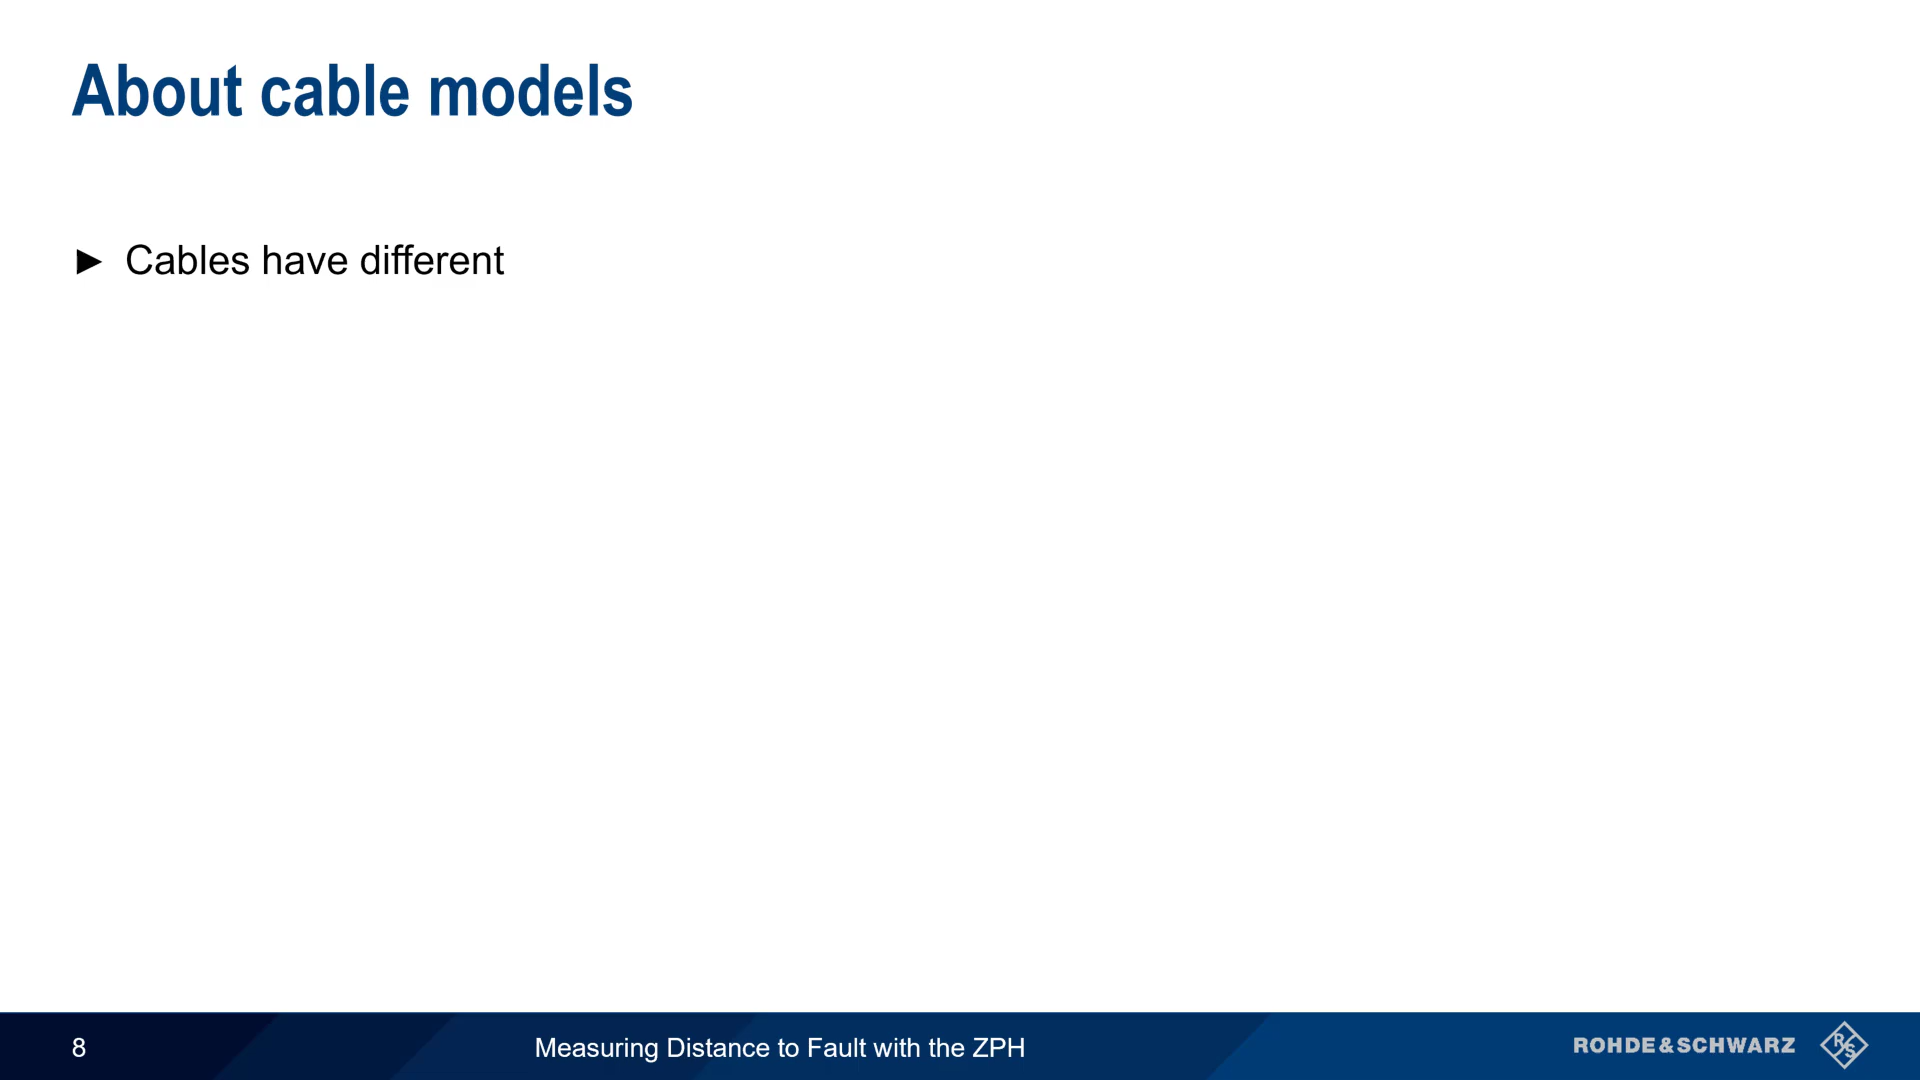 About cable models
► Cables have different
8
Measuring Distance to Fault with the ZPH
ROHDE&SCHWARZ
R S